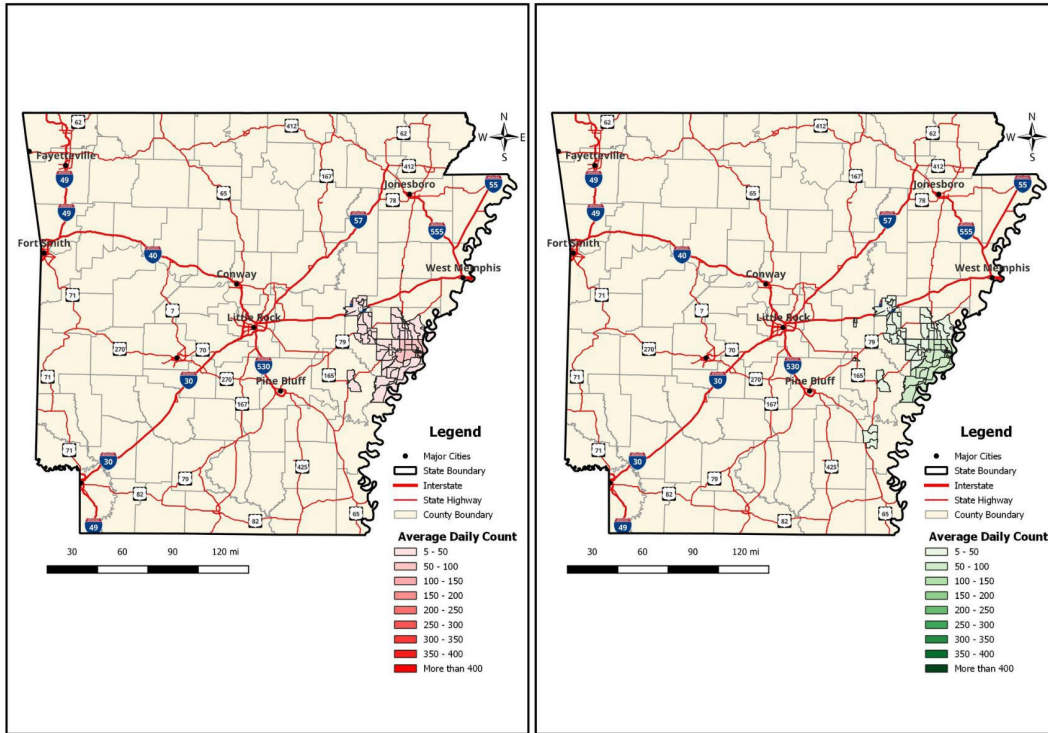 62
412
62
N
W E
S
Fayetteville
412
49
167
Jonesboro
55
65
78
49
57
555
Fort Smith
40
West Memphis
Conway
71
7
Little Rock
79
270
70
530
71
30
270
165
Pine Bluff
167
Legend
71
30
425
79
82
49
82
65
Major Cities
State Boundary
Interstate
State Highway
County Boundary
30 60 90 120 mi
Average Daily Count
5 - 50
50 - 100
100 - 150
150 - 200
200 - 250
250 - 300
300 - 350
350 - 400
More than 400
62
412
62
N
W E
S
Fayetteville
412
49
167
Jonesboro
55
65
78
49
57
555
Fort Smith
40
West Memphis
Conway
71
7
Little Rock
79
270
70
530
71
30
270
165
Pine Bluff
167
Legend
71
30
425
79
82
49
82
65
Major Cities
State Boundary
Interstate
State Highway
County Boundary
30 60 90 120 mi
Average Daily Count
5 - 50
50 - 100
100 - 150
150 - 200
200 - 250
250 - 300
300 - 350
350 - 400
More than 400